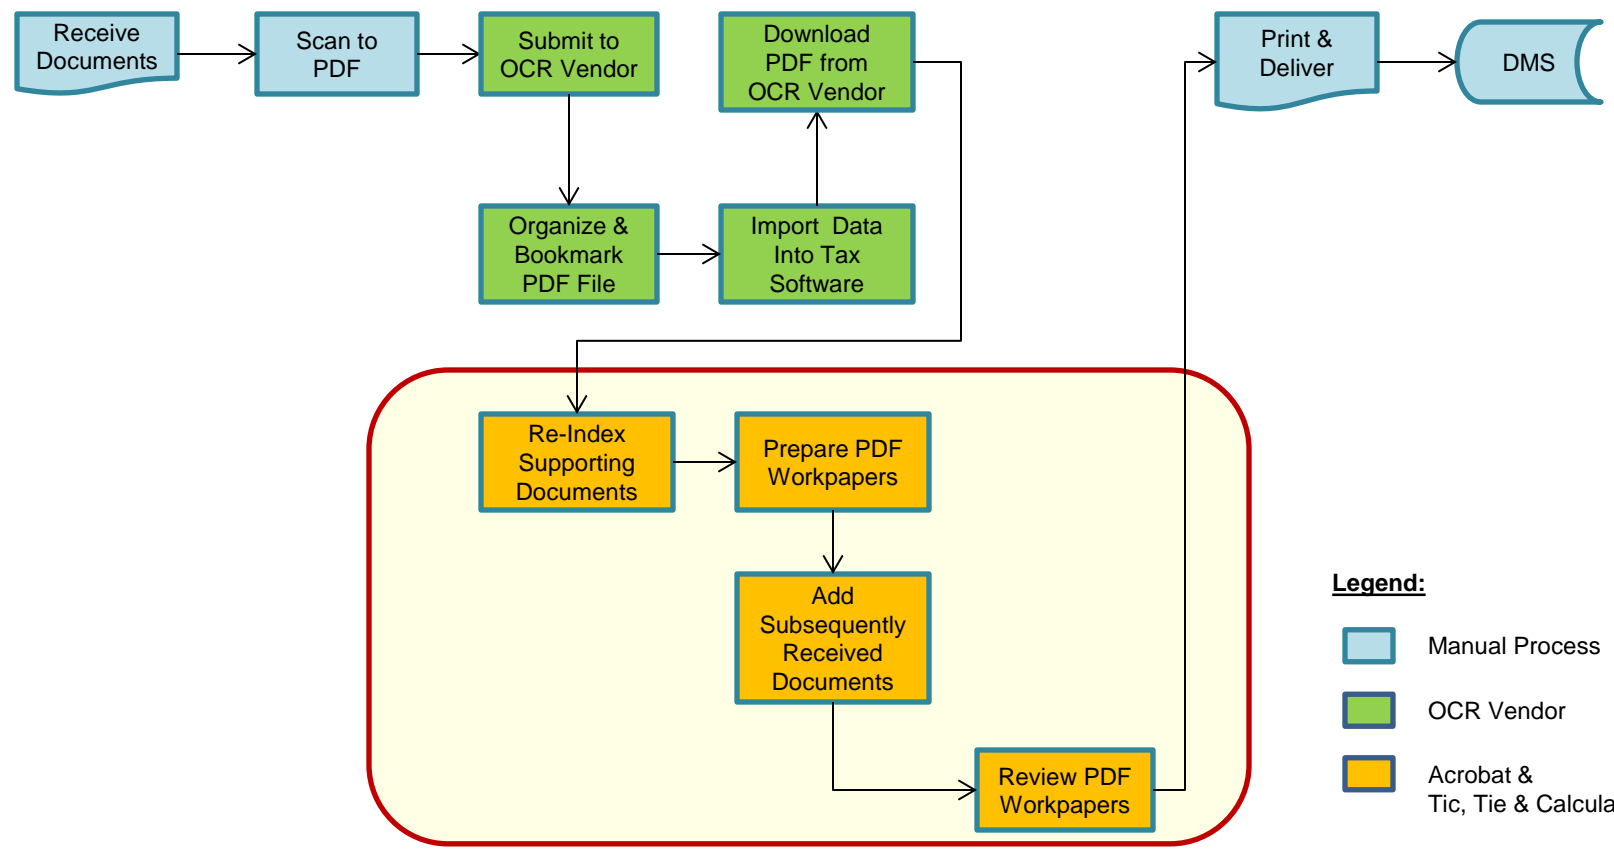 Receive
Documents
Scan to
PDF
Submit to
OCR Vendor
Download
PDF from
OCR Vendor
Print &
Deliver
DMS
Organize &
Bookmark
PDF File
Import Data
Into Tax
Software
Re-Index
Supporting
Documents
Prepare PDF
Workpapers
Add
Subsequently
Received
Documents
Review PDF
Workpapers
Legend:
Manual Process
OCR Vendor
Acrobat &
Tic, Tie & Calcula